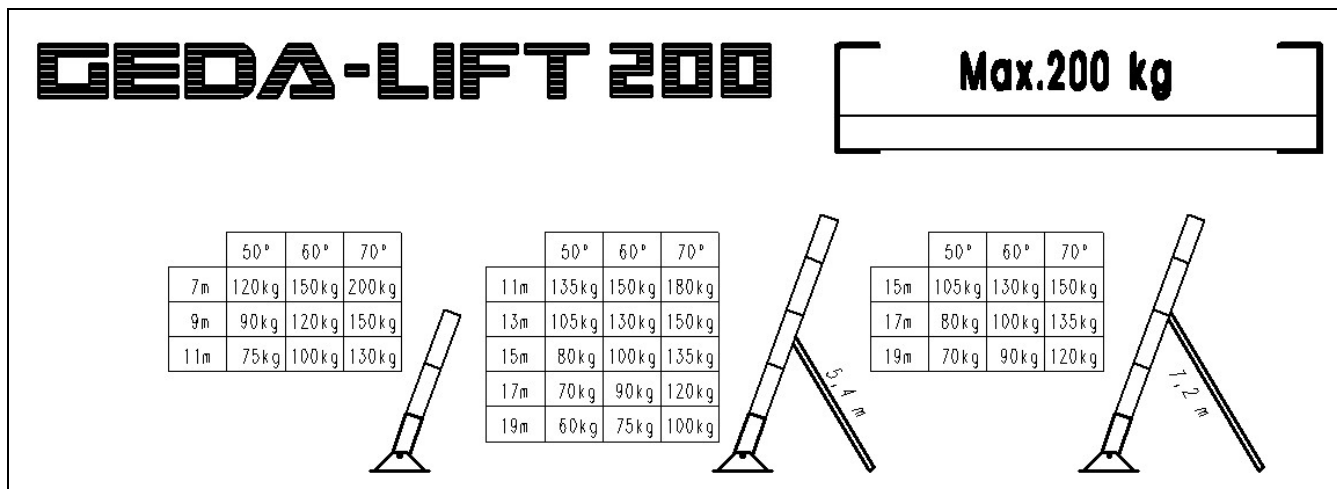 GEDA-LIFT 200
Max.200 kg
50° 60° 70°
7m 120kg 150kg 200kg
9m 90kg 120kg 150kg
11m 75kg 100kg 130kg
50° 60° 70°
11m 135kg 150kg 180kg
13m 105kg 130kg 150kg
15m 80kg 100kg 135kg
17m 70kg 90kg 120kg
19m 60kg 75kg 100kg
5,4 m
50° 60° 70°
15m 105kg 130kg 150kg
17m 80kg 100kg 135kg
19m 70kg 90kg 120kg
7,2 m